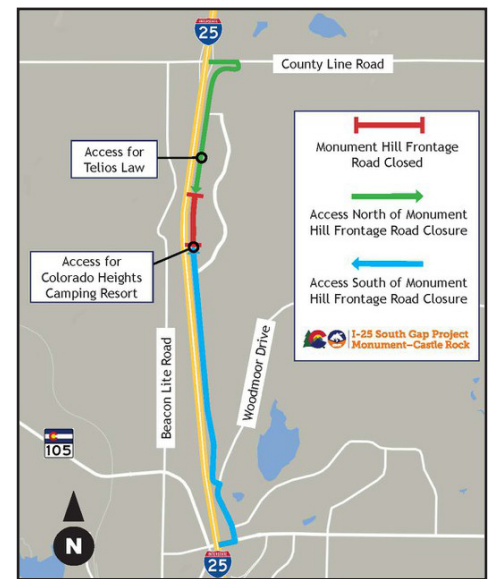 25
County Line Road
Access for
Telios Law
Monument Hill Frontage
Road Closed
Access North of Monument
Hill Frontage Road Closure
Access South of Monument
Hill Frontage Road Closure
I-25 South Gap Project
Monument–Castle Rock
Access for
Colorado Heights
Camping Resort
Beacon Lite Road
Woodmoor Drive
105
N
25